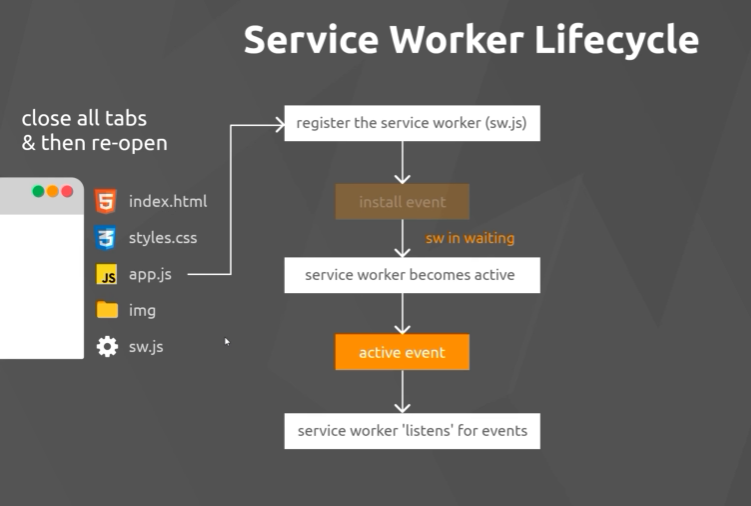 Service Worker Lifecycle
close all tabs
& then re-open
index.html
styles.css
JS
app.js
img
sw.js
register the service worker (sw.js)
install event
sw in waiting
service worker becomes active
active event
service worker 'listens' for events